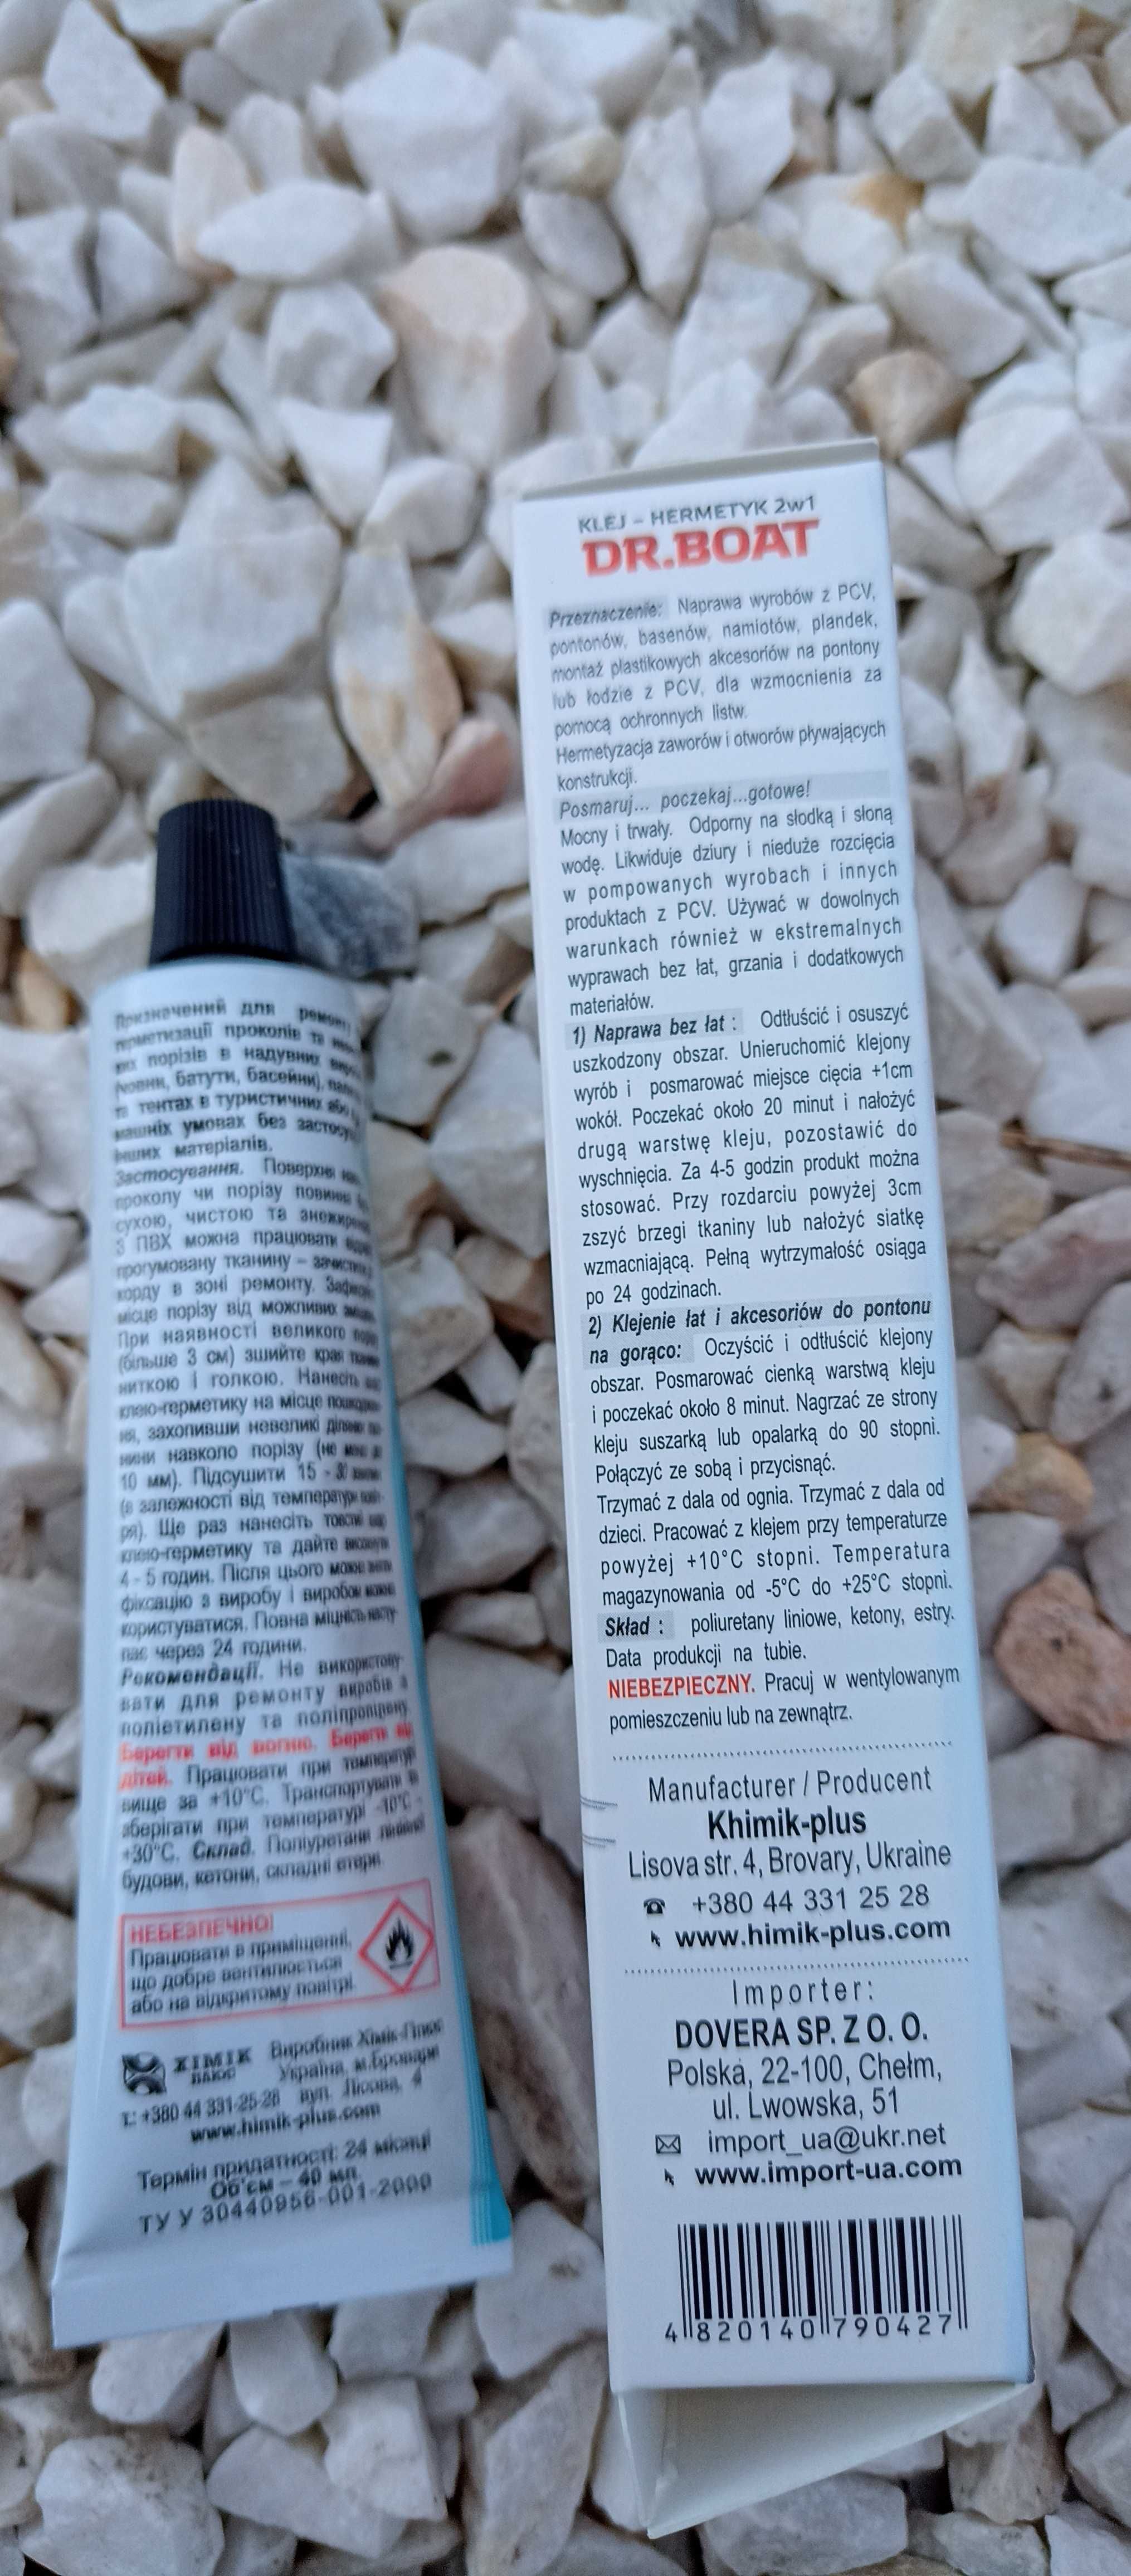 KLEJ – HERMETYK 2w1
DR.BOAT
Przeznaczenie: Naprawa wyrobów z PCV,
pontonów, basenów, namiotów, plandek,
montaż plastikowych akcesoriów na pontony
lub łodzie z PCV, dla wzmocnienia za
pomocą ochronnych listw.
Hermetyzacja zaworów i otworów pływających
konstrukcji.
Posmaruj... poczekaj...gotowe!
Mocny i trwały. Odporny na słodką i słoną
wodę. Likwiduje dziury i nieduże rozcięcia
w pompowanych wyrobach i innych
produktach z PCV. Używać w dowolnych
warunkach również w ekstremalnych
wyprawach bez łat, grzania i dodatkowych
materiałów.
1) Naprawa bez łat : Odtłuścić i osuszyć
uszkodzony obszar. Unieruchomić klejony
wyrób i posmarować miejsce cięcia +1cm
wokół. Poczekać około 20 minut i nałożyć
drugą warstwę kleju, pozostawić do
wyschnięcia. Za 4-5 godzin produkt można
stosować. Przy rozdarciu powyżej 3cm
zszyć brzegi tkaniny lub nałożyć siatkę
wzmacniającą. Pełną wytrzymałość osiąga
po 24 godzinach.
2) Klejenie łat i akcesoriów do pontonu
na gorąco: Oczyścić i odtłuścić klejony
obszar. Posmarować cienką warstwą kleju
i poczekać około 8 minut. Nagrzać ze strony
kleju suszarką lub opalarką do 90 stopni.
Połączyć ze sobą i przycisnąć.
Trzymać z dala od ognia. Trzymać z dala od
dzieci. Pracować z klejem przy temperaturze
powyżej +10°C stopni. Temperatura
magazynowania od -5°C do +25°C stopni.
Skład : poliuretany liniowe, ketony, estry.
Data produkcji na tubie.
NIEBEZPIECZNY. Pracuj w wentylowanym
pomieszczeniu lub na zewnątrz.
Manufacturer / Producent
Khimik-plus
Lisova str. 4, Brovary, Ukraine
+380 44 331 25 28
www.himik-plus.com
Importer:
DOVERA SP. Z O. O.
Polska, 22-100, Chełm,
ul. Lwowska, 51
import_ua@ukr.net
www.import-ua.com
4 820140 790427
Призначений для
герметизації проколів та
порізів в надувних
батути, басейни),
та тентах в туристичних або
умовах без
інших матеріалів.
Застосування. Поверхня
проколу чи порізу повинна
сухою, чистою та
З ПВХ можна працювати
прогумовану тканину –
корду в зоні ремонту.
місце порізу від можливих
При наявності великого
(більше 3 см) зшийте краї
ниткою і голкою. Нанесіть
клею-герметику на місце
захопивши невеликі
навколо порізу (не
10 мм). Підсушити 15 -
(в залежності від температури
Ще раз нанесіть
клею-герметику та дайте
4 - 5 годин. Після цього можна
фіксацію з виробу і виробом
користуватися. Повна міцність
через 24 години.
Рекомендації. Не використову-
вати для ремонту виробів з
поліетилену та поліпропілену.
Берегти від вогню. Берегти від
дітей. Працювати при температурі
вище за +10°C. Транспортувати й
зберігати при температурі -10°C -
+30°C. Склад. Поліуретани
будови, кетони, складні етери.
НЕБЕЗПЕЧНО!
Працювати в приміщенні,
що добре вентилюється
або на відкритому повітрі.
ХІМІК
ПЛЮС
Виробник Хімік-Плюс
Україна, м.Бровари
вул. Лісова, 4
т.: +380 44 331-25-28
www.himik-plus.com
Термін придатності: 24 місяці
Об'єм – 40 мл.
ТУ У 30440956-001-2000